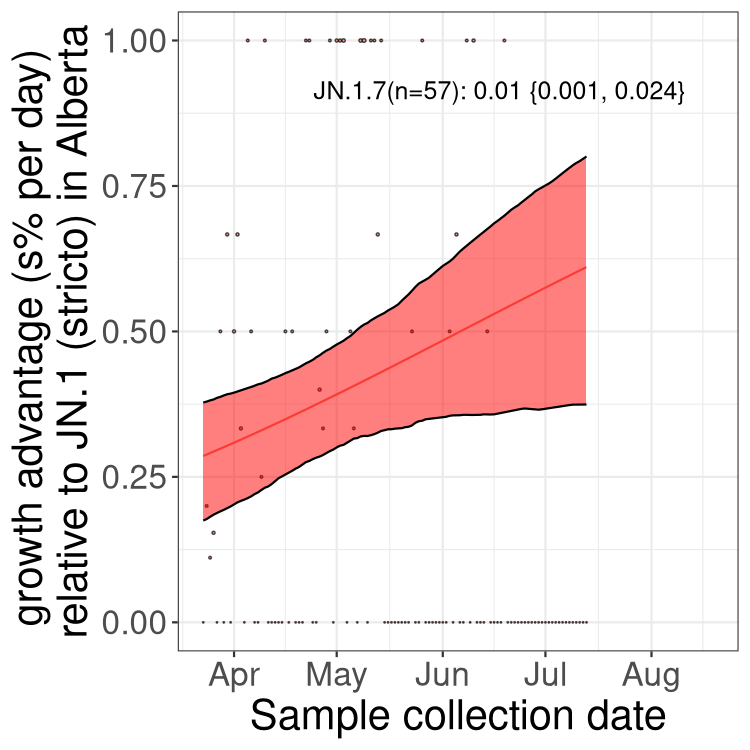 growth advantage (s% per day)
relative to JN.1 (stricto) in Alberta
1.00
0.75
0.50
0.25
0.00
JN.1.7(n=57): 0.01 {0.001, 0.024}
Apr May Jun Jul Aug
Sample collection date